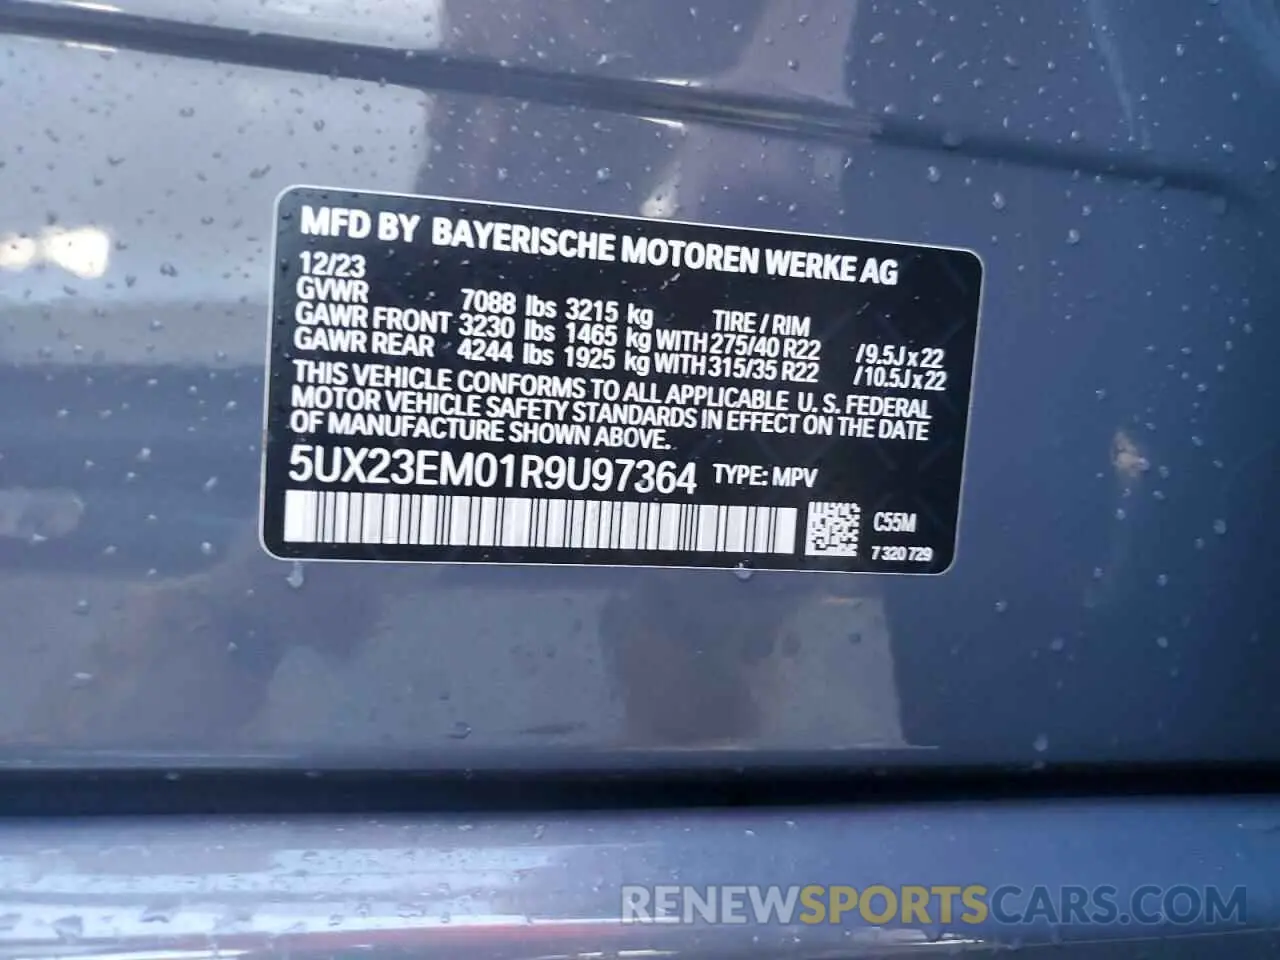 MFD BY BAYERISCHE MOTOREN WERKE AG
12/23
GVWR 7088 lbs 3215 kg TIRE / RIM
GAWR FRONT 3230 lbs 1465 kg WITH 275/40 R22 /9.5J x 22
GAWR REAR 4244 lbs 1925 kg WITH 315/35 R22 /10.5J x 22
THIS VEHICLE CONFORMS TO ALL APPLICABLE U. S. FEDERAL
MOTOR VEHICLE SAFETY STANDARDS IN EFFECT ON THE DATE
OF MANUFACTURE SHOWN ABOVE.
5UX23EM01R9U97364 TYPE: MPV
C55M
7 320 729
RENEWSPORTSCARS.COM